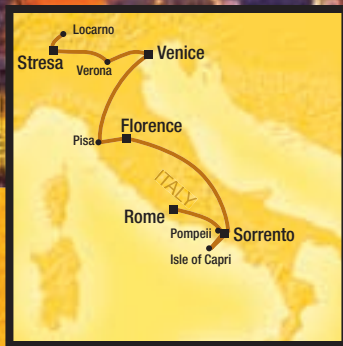 Locarno
Stresa
Verona
Venice
Pisa
Florence
ITALY
Rome
Pompeii
Sorrento
Isle of Capri